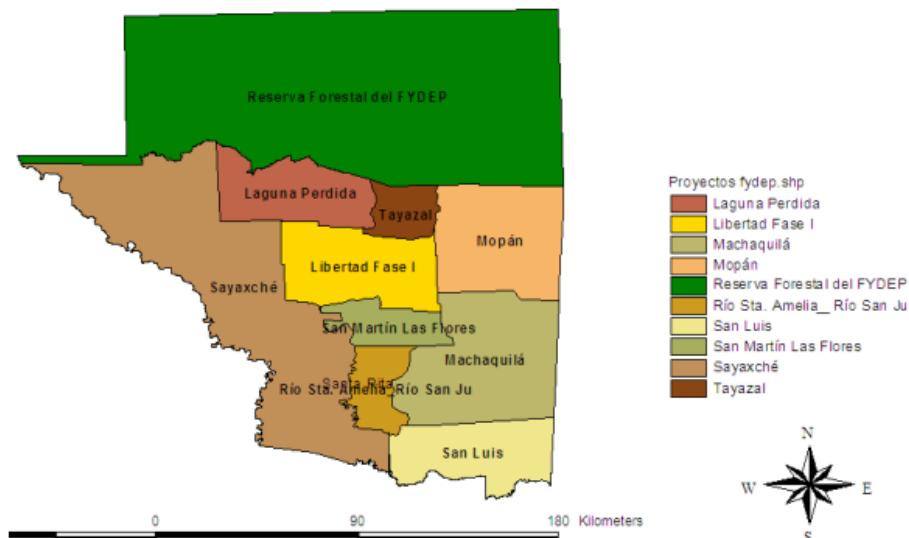 Reserva Forestal del FYDEP
Laguna Perdida
Tayazal
Mopán
Libertad Fase I
Sayaxché
San Martín Las Flores
Machaquilá
Santa Rita
Río Sta. Amelia_Río San Ju
San Luis
Proyectos fydep.shp
Laguna Perdida
Libertad Fase I
Machaquilá
Mopán
Reserva Forestal del FYDEP
Río Sta. Amelia__ Río San Ju
San Luis
San Martín Las Flores
Sayaxché
Tayazal
N
W E
S
0 90 180 Kilometers